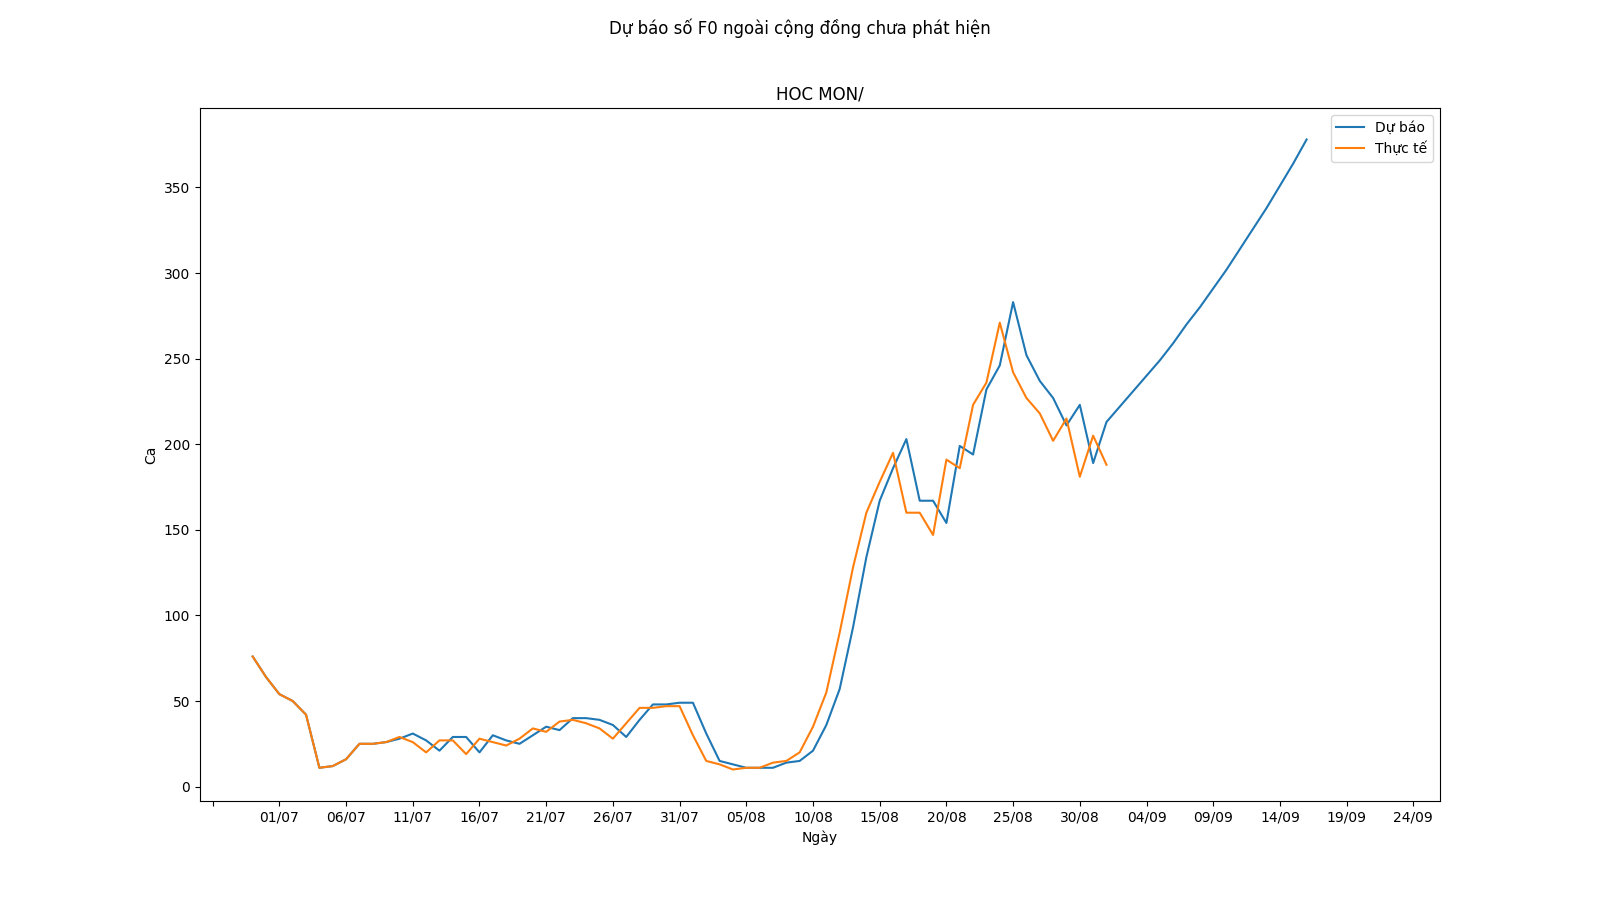 Dự báo số F0 ngoài cộng đồng chưa phát hiện
HOC MON/
Dự báo
Thực tế
350
300
250
200
150
100
50
0
Ca
01/07 06/07 11/07 16/07 21/07 26/07 31/07 05/08 10/08 15/08 20/08 25/08 30/08 04/09 09/09 14/09 19/09 24/09
Ngày